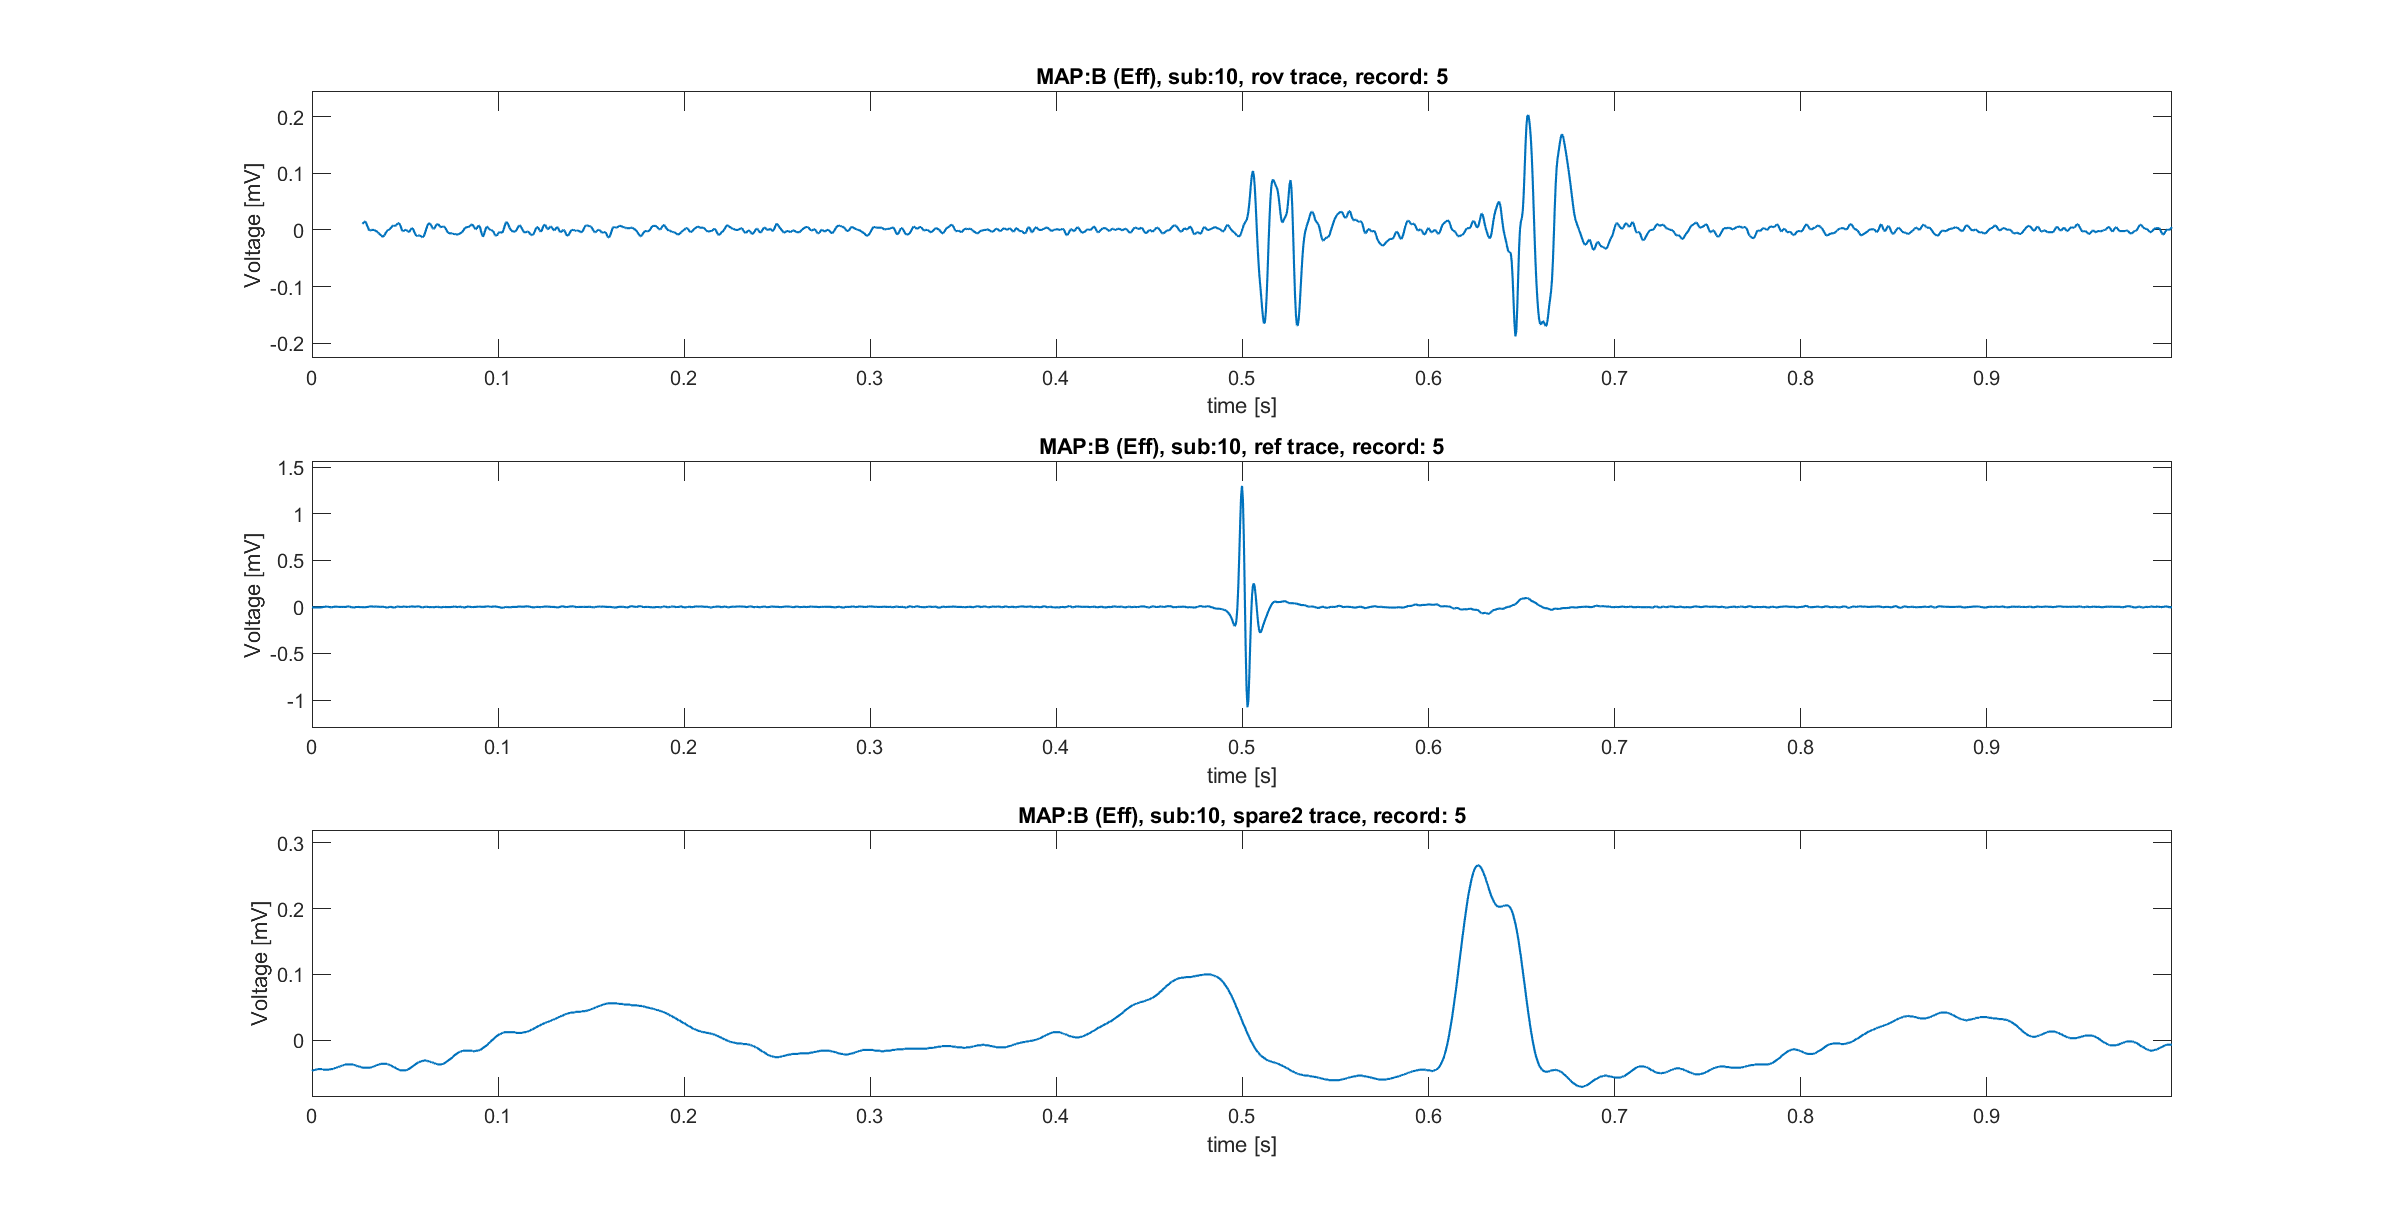 MAP:B (Eff), sub:10, rov trace, record: 5
0.2
0.1
0
-0.1
-0.2
Voltage [mV]
0 0.1 0.2 0.3 0.4 0.5 0.6 0.7 0.8 0.9
time [s]
MAP:B (Eff), sub:10, ref trace, record: 5
1.5
1
0.5
0
-0.5
-1
Voltage [mV]
0 0.1 0.2 0.3 0.4 0.5 0.6 0.7 0.8 0.9
time [s]
MAP:B (Eff), sub:10, spare2 trace, record: 5
0.3
0.2
0.1
0
Voltage [mV]
0 0.1 0.2 0.3 0.4 0.5 0.6 0.7 0.8 0.9
time [s]